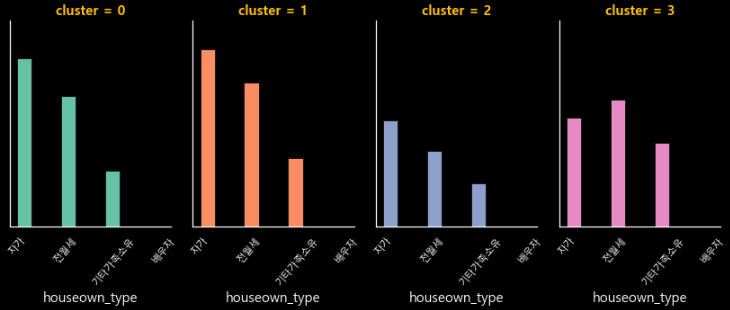 cluster = 0
cluster = 1
cluster = 2
cluster = 3
자가 전월세 기타가족소유 배우자
자가 전월세 기타가족소유 배우자
자가 전월세 기타가족소유 배우자
자가 전월세 기타가족소유 배우자
houseown_type
houseown_type
houseown_type
houseown_type